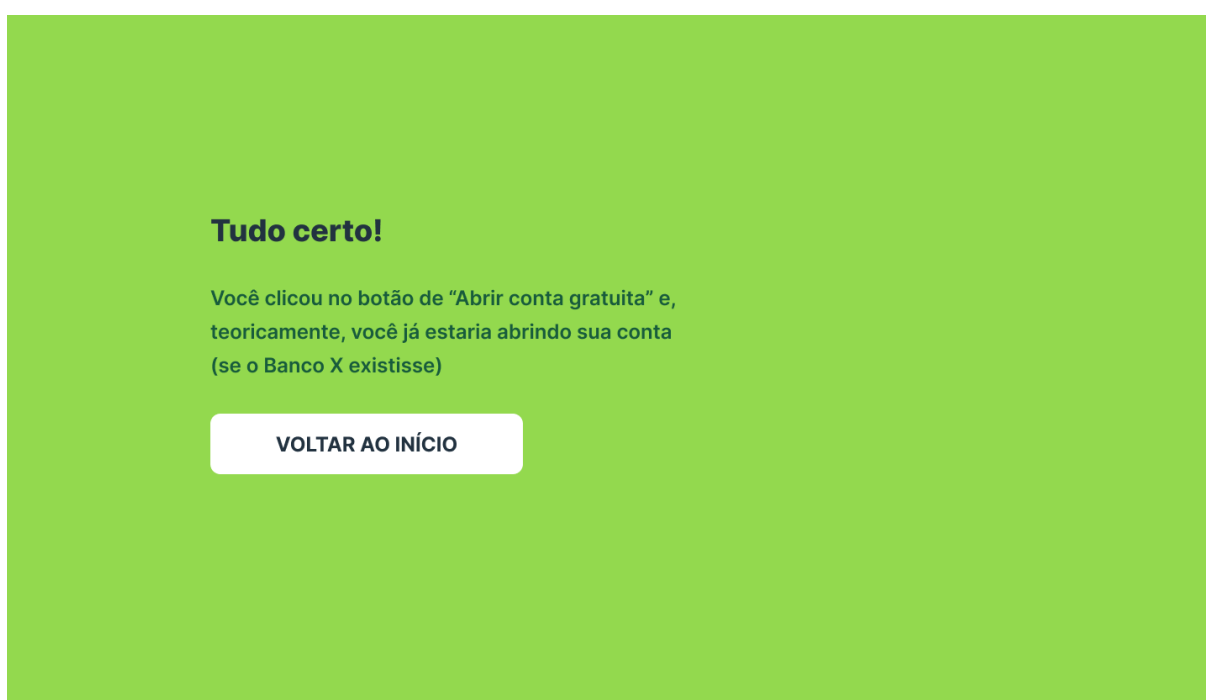 Tudo certo!
Você clicou no botão de “Abrir conta gratuita” e,
teoricamente, você já estaria abrindo sua conta
(se o Banco X existisse)
VOLTAR AO INÍCIO